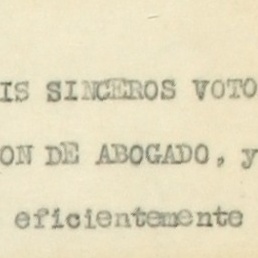 IS SINCEROS VOTO
ON DE ABOGADO, y
eficientemente